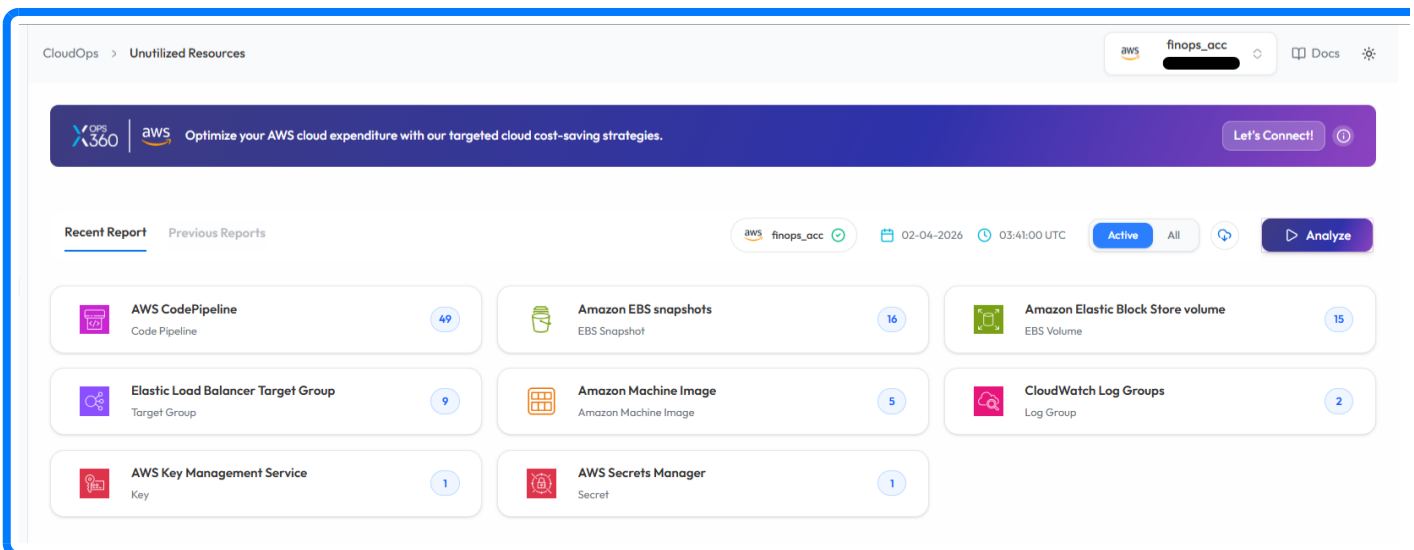 CloudOps > Unutilized Resources
aws finops_acc
Docs
XOPS 360 aws Optimize your AWS cloud expenditure with our targeted cloud cost-saving strategies. Let's Connect!
Recent Report Previous Reports
aws finops_acc 02-04-2026 03:41:00 UTC Active All Analyze
AWS CodePipeline
Code Pipeline
49
Amazon EBS snapshots
EBS Snapshot
16
Amazon Elastic Block Store volume
EBS Volume
15
Elastic Load Balancer Target Group
Target Group
9
Amazon Machine Image
Amazon Machine Image
5
CloudWatch Log Groups
Log Group
2
AWS Key Management Service
Key
1
AWS Secrets Manager
Secret
1